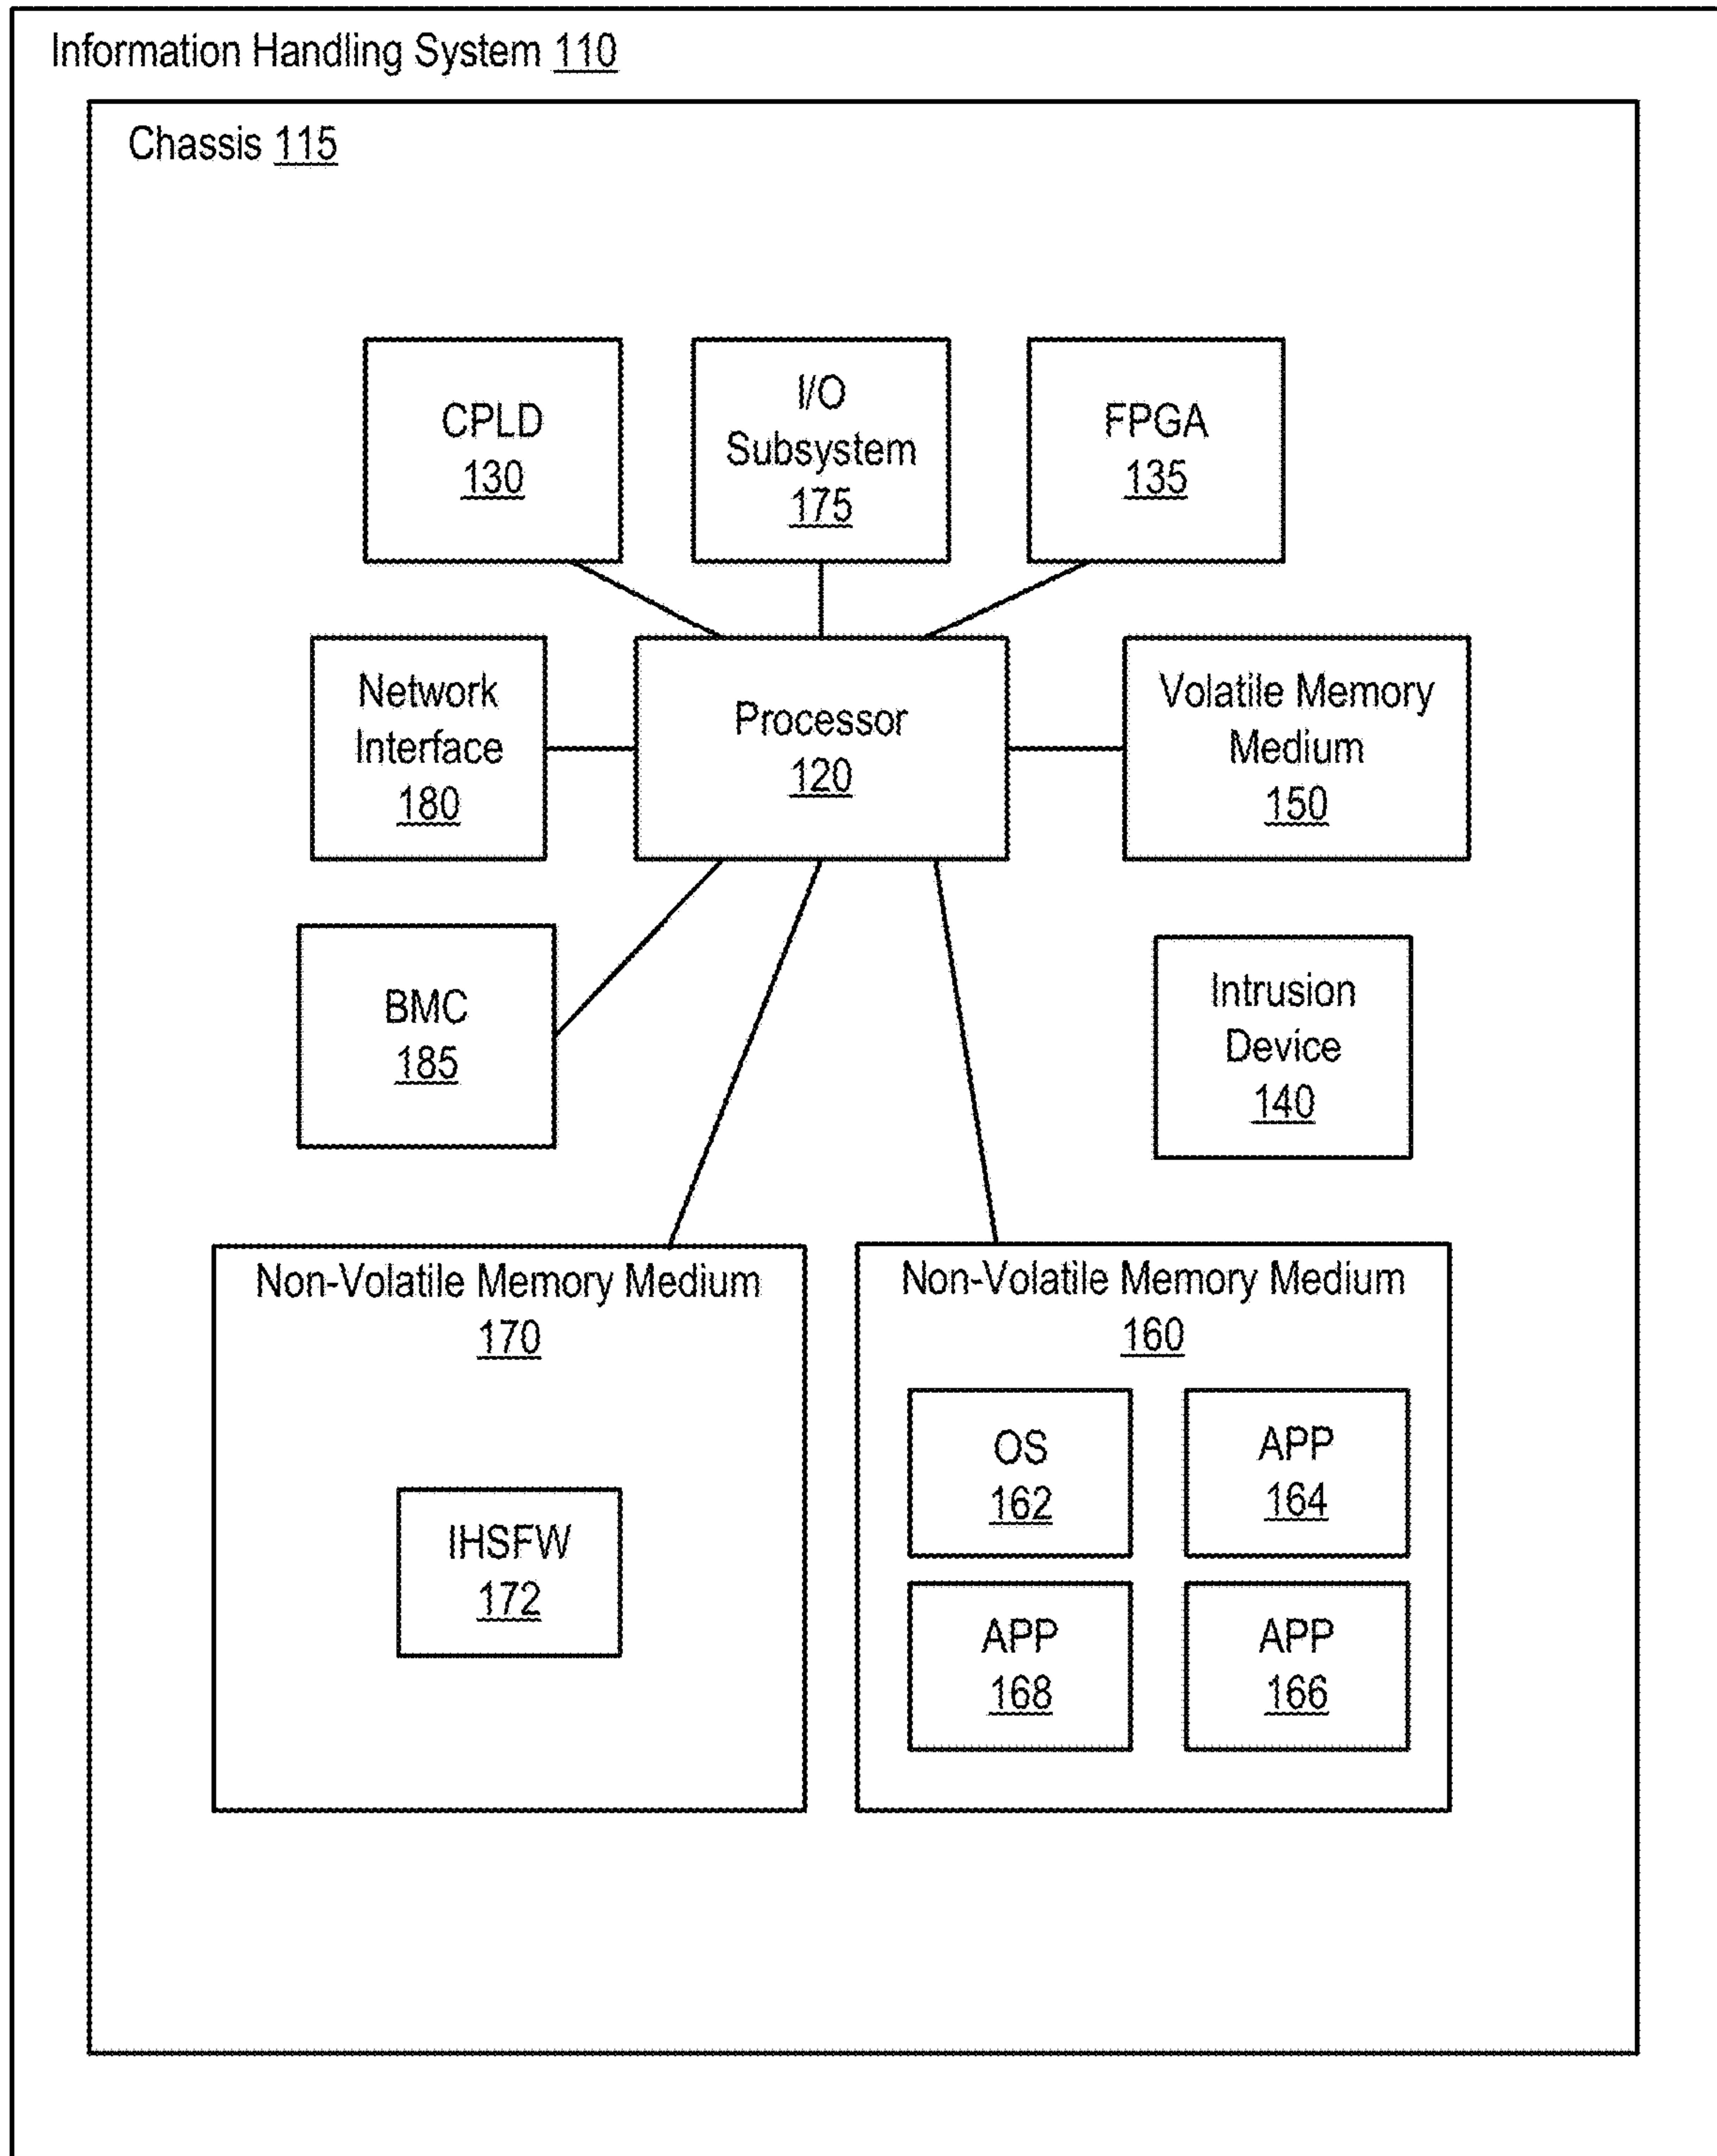 Information Handling System 110
Chassis 115
CPLD
130
I/O
Subsystem
175
FPGA
135
Network
Interface
180
Processor
120
Volatile Memory
Medium
150
BMC
185
Intrusion
Device
140
Non-Volatile Memory Medium
170
IHSFW
172
Non-Volatile Memory Medium
160
OS
162
APP
164
APP
168
APP
166